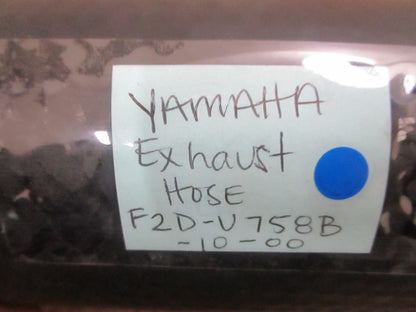 YAMAHA
Exhaust
HOSE
F2D-U758B
-10-00